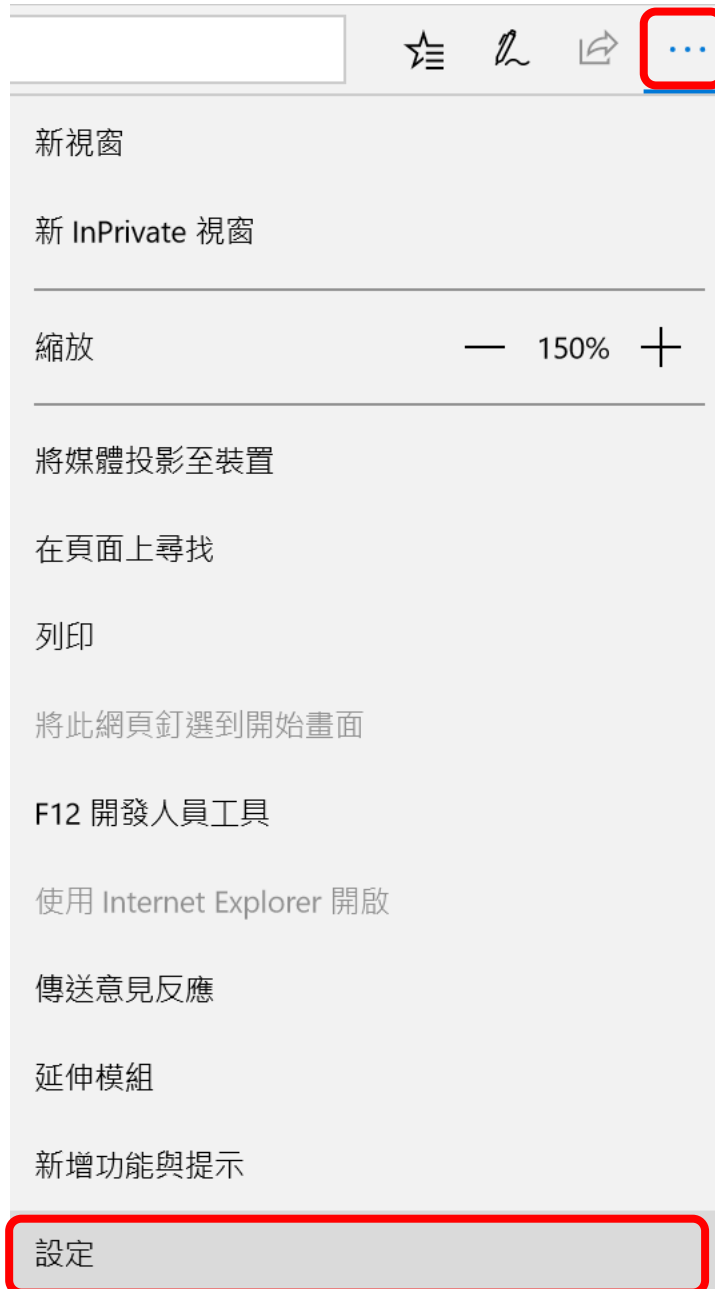 新視窗
新 InPrivate 視窗
縮放 — 150% +
將媒體投影至裝置
在頁面上尋找
列印
將此網頁釘選到開始畫面
F12 開發人員工具
使用 Internet Explorer 開啟
傳送意見反應
延伸模組
新增功能與提示
設定